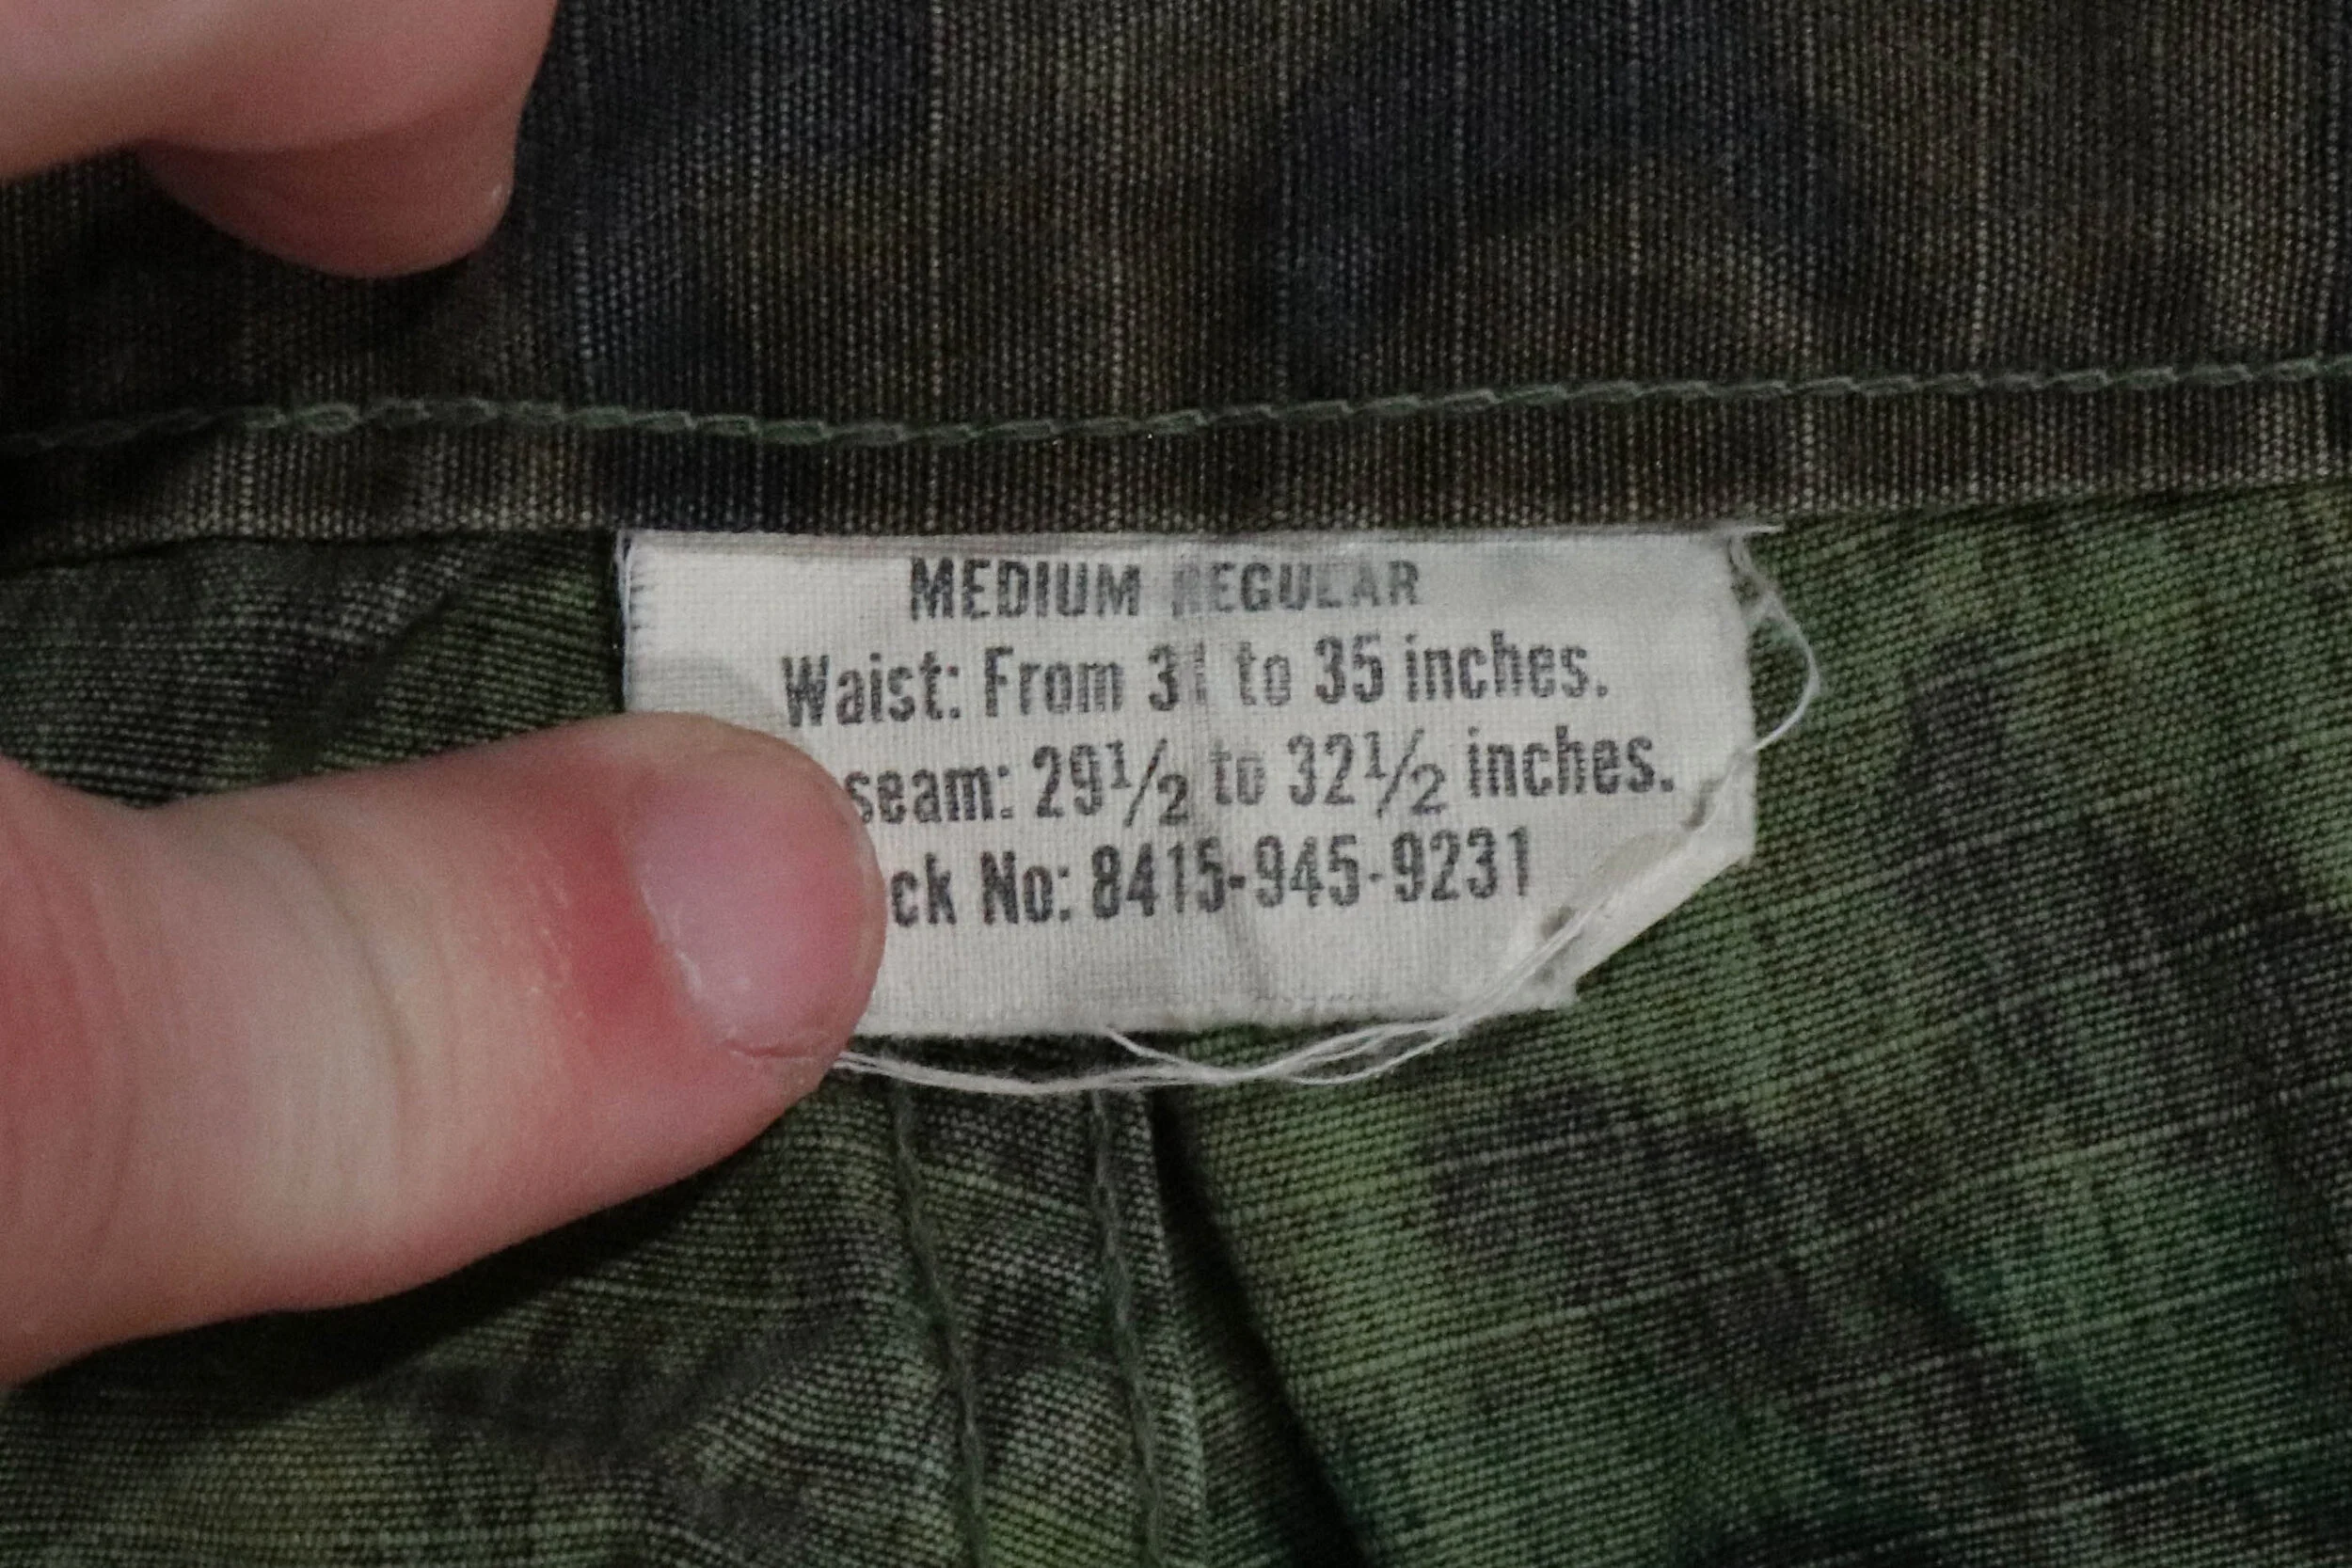 MEDIUM REGULAR
Waist: From 31 to 35 inches.
seam: 29½ to 32½ inches.
ck No: 8415-945-9231